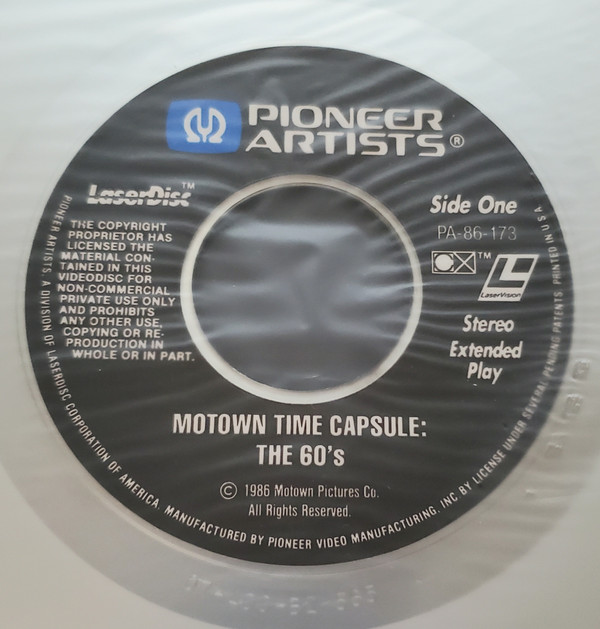 PIONEER
ARTISTS®
LaserDisc™
THE COPYRIGHT
PROPRIETOR HAS
LICENSED THE
MATERIAL CON-
TAINED IN THIS
VIDEODISC FOR
NON-COMMERCIAL
PRIVATE USE ONLY
AND PROHIBITS
ANY OTHER USE,
COPYING OR RE-
PRODUCTION IN
WHOLE OR IN PART.
Side One
PA-86-173
CX™
LaserVision
Stereo
Extended
Play
MOTOWN TIME CAPSULE:
THE 60's
© 1986 Motown Pictures Co.
All Rights Reserved.
PIONEER ARTISTS, A DIVISION OF LASERDISC CORPORATION OF AMERICA. MANUFACTURED BY PIONEER VIDEO MANUFACTURING, INC. BY LICENSE UNDER SEVERAL PENDING PATENTS. PRINTED IN U.S.A.